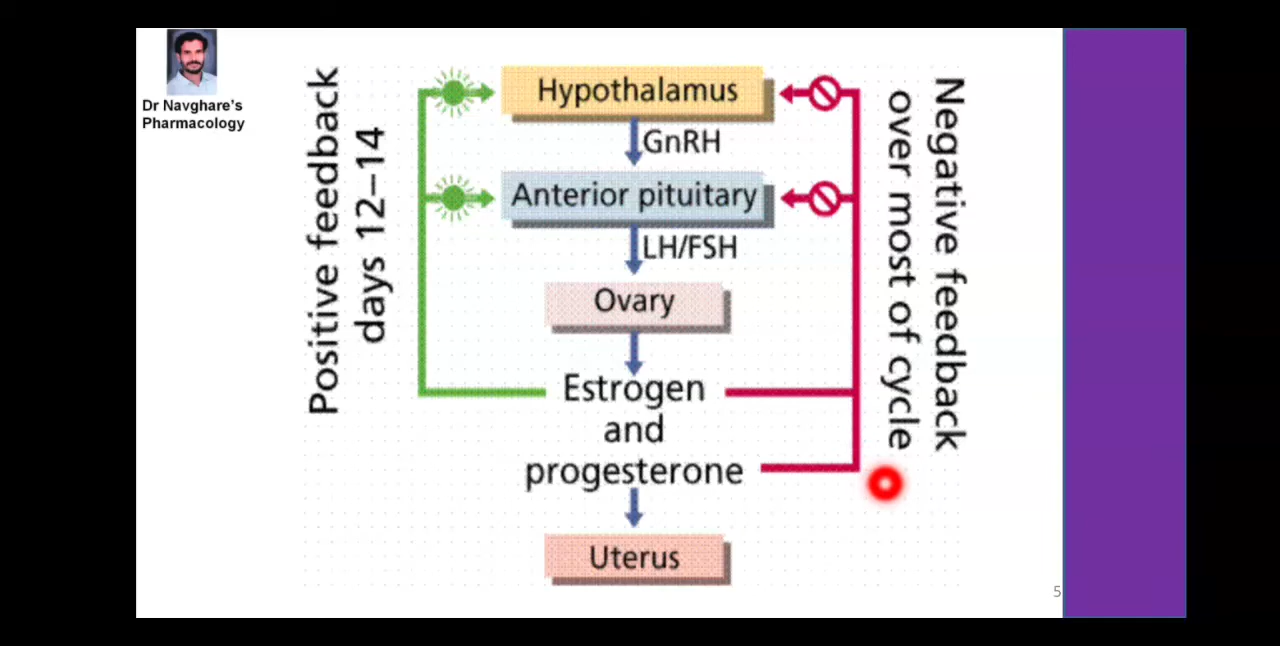 Dr Navghare’s
Pharmacology
Positive feedback
days 12–14
Hypothalamus
GnRH
Anterior pituitary
LH/FSH
Ovary
Estrogen
and
progesterone
Uterus
Negative feedback
over most of cycle
5